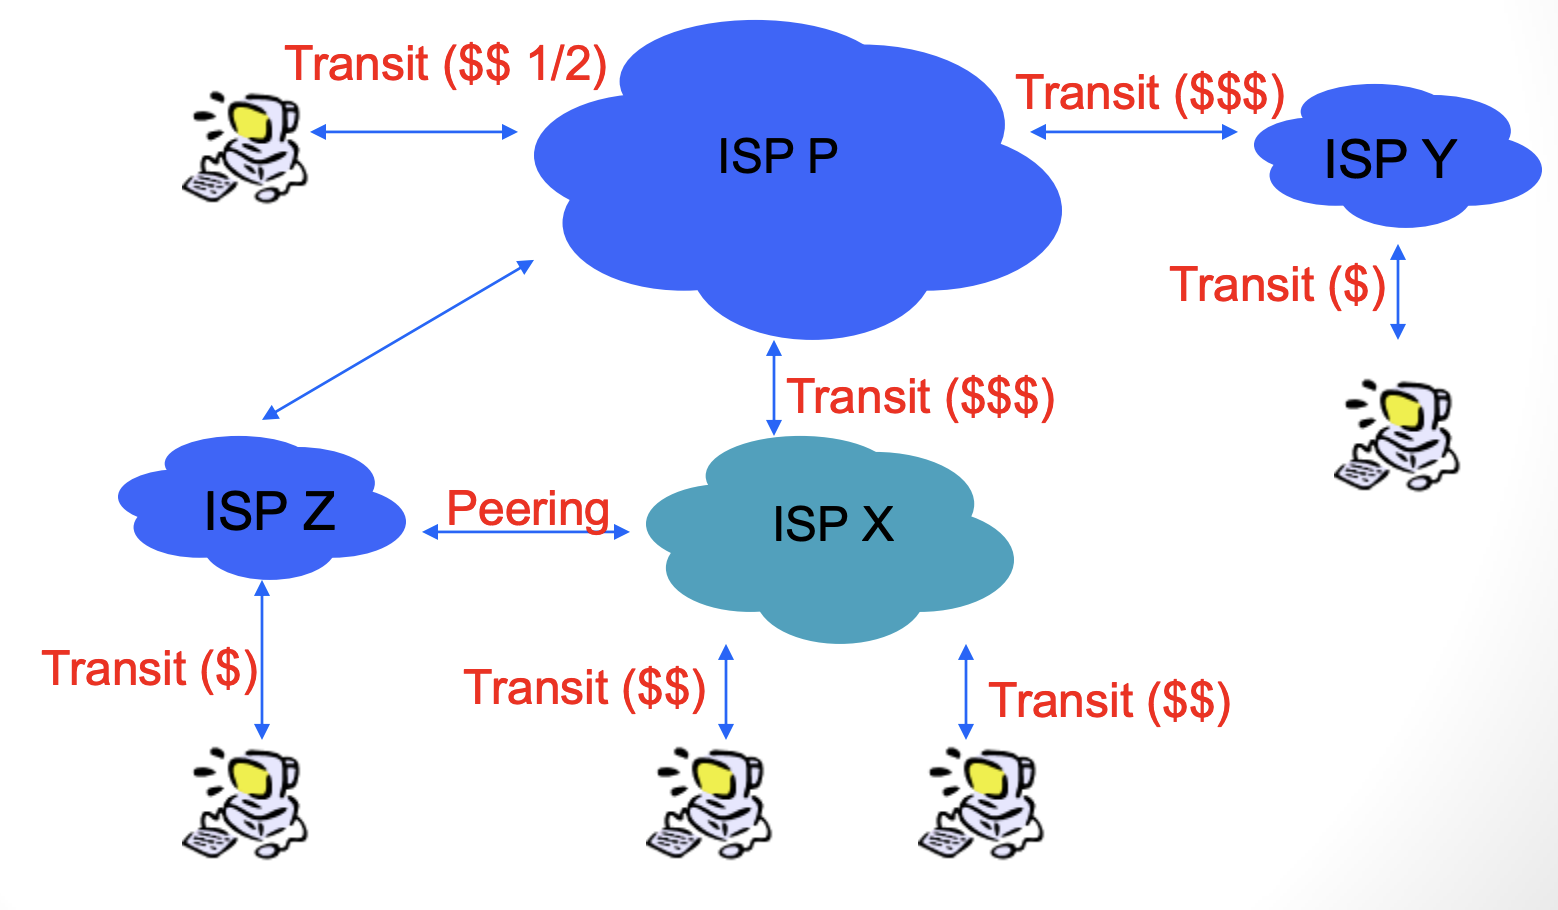 Transit ($$ 1/2)
Transit ($$$)
ISP P
ISP Y
Transit ($)
Transit ($$$)
ISP Z
Peering
ISP X
Transit ($)
Transit ($$)
Transit ($$)